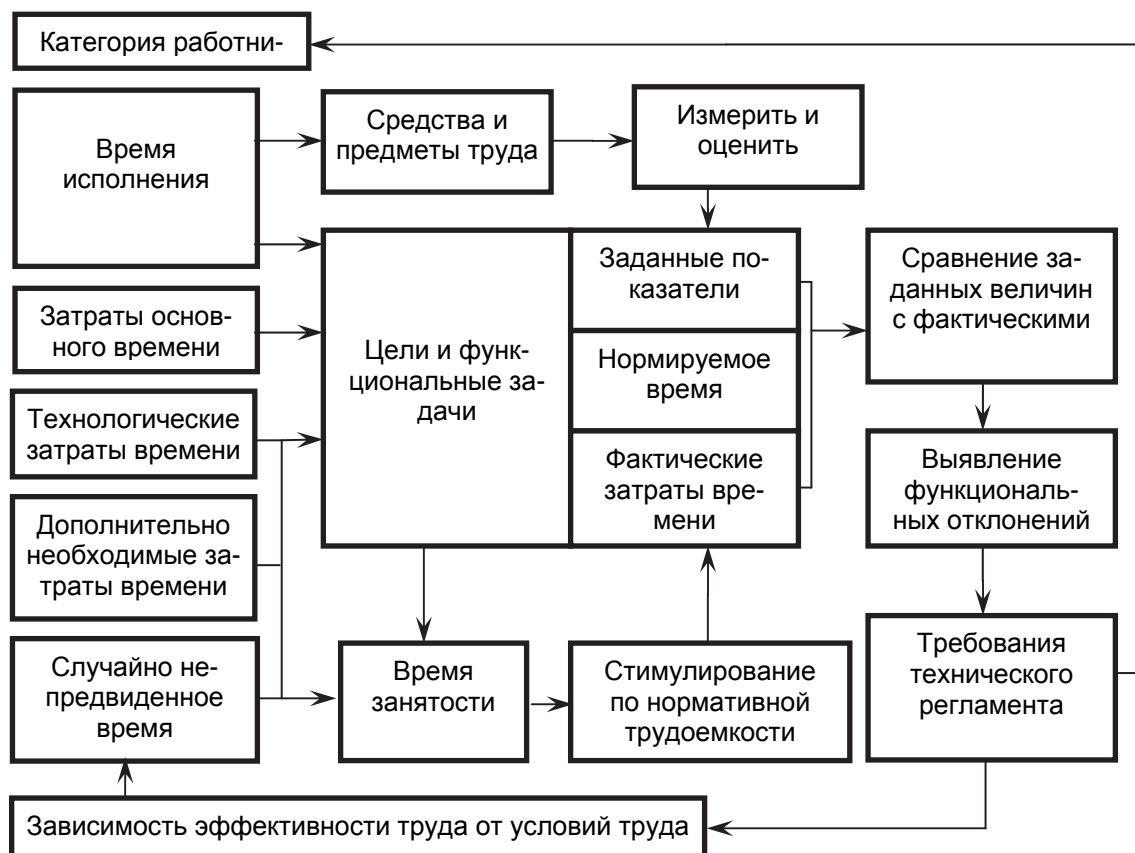 Категория работни-
Время
исполнения
Средства и
предметы труда
Измерить и
оценить
Затраты основ-
ного времени
Технологические
затраты времени
Дополнительно
необходимые за-
траты времени
Случайно не-
предвиденное
время
Цели и функ-
циональные за-
дачи
Заданные по-
казатели
Нормируемое
время
Фактические
затраты вре-
мени
Сравнение за-
данных величин
с фактическими
Выявление
функциональ-
ных отклонений
Время
занятости
Стимулирование
по нормативной
трудоемкости
Требования
технического
регламента
Зависимость эффективности труда от условий труда